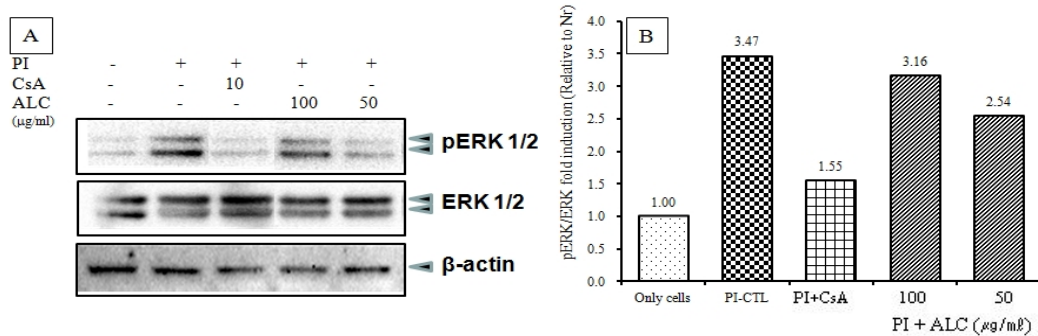 A
PI - + + + +
CsA - - 10 - -
ALC - - - 100 50
(μg/ml)
pERK 1/2
ERK 1/2
β-actin
B
pERK/ERK fold induction (Relative to Nr)
4.0
3.5
3.0
2.5
2.0
1.5
1.0
0.5
0.0
1.00
3.47
1.55
3.16
2.54
Only cells PI-CTL PI+CsA 100 50
PI + ALC (μg/mℓ)